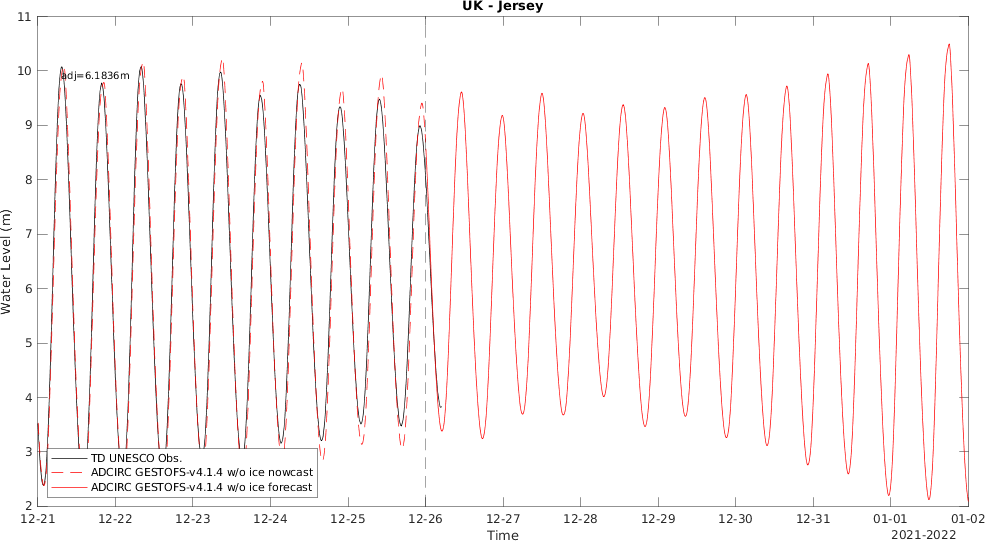 UK - Jersey
Water Level (m)
11
10
9
8
7
6
5
4
3
2
adj=6.1836m
TD UNESCO Obs.
ADCIRC GESTOFS-v4.1.4 w/o ice nowcast
ADCIRC GESTOFS-v4.1.4 w/o ice forecast
12-21 12-22 12-23 12-24 12-25 12-26 12-27 12-28 12-29 12-30 12-31 01-01 01-02
Time
2021-2022